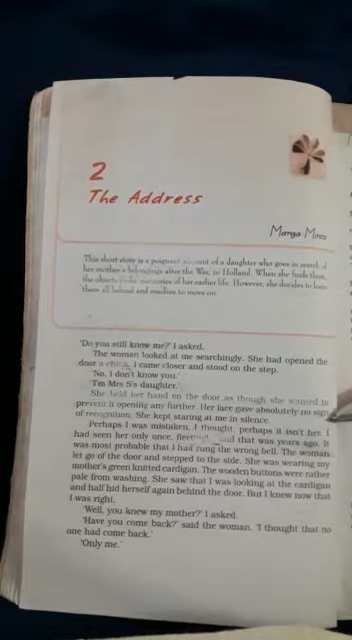 2
The Address
Marga Minco
This short story is a poignant account of a daughter who goes in search of
her mother's belongings after the War, in Holland. When she finds them,
the objects evoke memories of her earlier life. However, she decides to leave
them all behind and resolves to move on.
'Do you still know me?' I asked.
The woman looked at me searchingly. She had opened the
door a chink. I came closer and stood on the step.
'No, I don't know you.'
'I'm Mrs S's daughter.'
She held her hand on the door as though she wanted to
prevent it opening any further. Her face gave absolutely no sign
of recognition. She kept staring at me in silence.
Perhaps I was mistaken, I thought, perhaps it isn't her. I
had seen her only once, fleetingly, and that was years ago. It
was most probable that I had rung the wrong bell. The woman
let go of the door and stepped to the side. She was wearing my
mother's green knitted cardigan. The wooden buttons were rather
pale from washing. She saw that I was looking at the cardigan
and half hid herself again behind the door. But I knew now that
I was right.
'Well, you knew my mother?' I asked.
'Have you come back?' said the woman. 'I thought that no
one had come back.'
'Only me.'